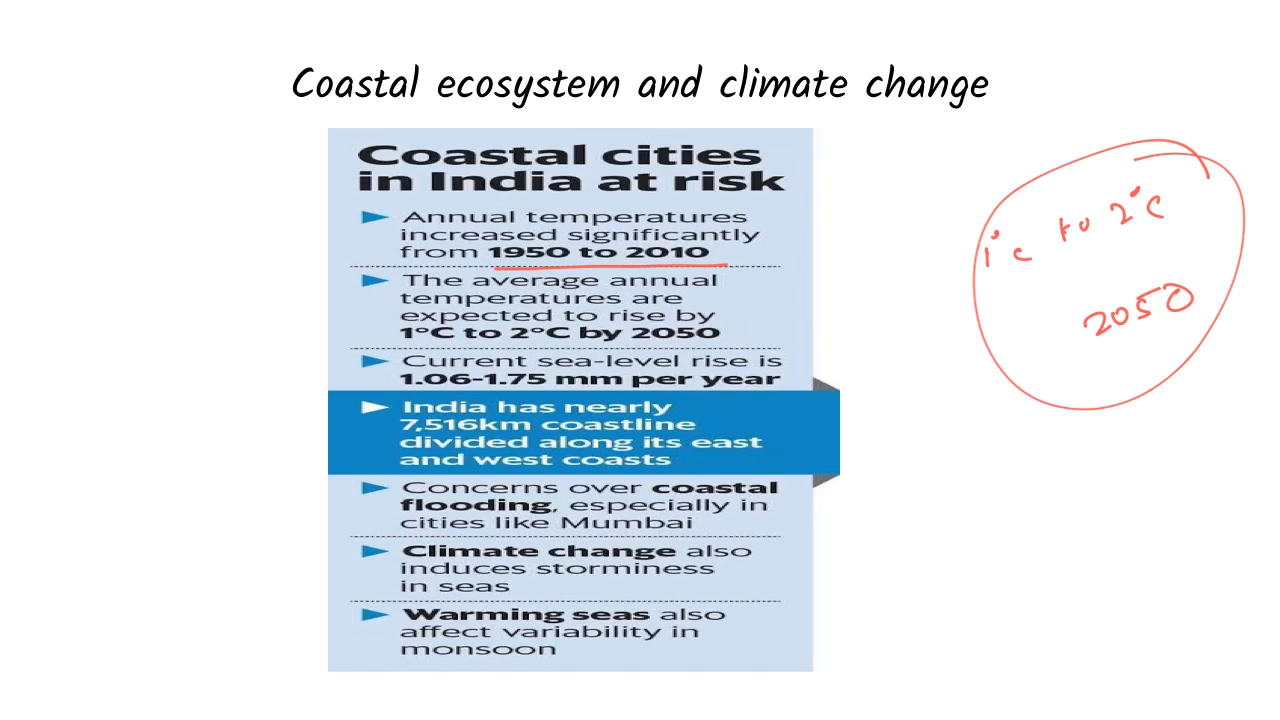 Coastal ecosystem and climate change
Coastal cities
in India at risk
Annual temperatures
increased significantly
from 1950 to 2010
The average annual
temperatures are
expected to rise by
1°C to 2°C by 2050
Current sea-level rise is
1.06-1.75 mm per year
India has nearly
7,516km coastline
divided along its east
and west coasts
Concerns over coastal
flooding, especially in
cities like Mumbai
Climate change also
induces storminess
in seas
Warming seas also
affect variability in
monsoon
1°C to 2°C
2050